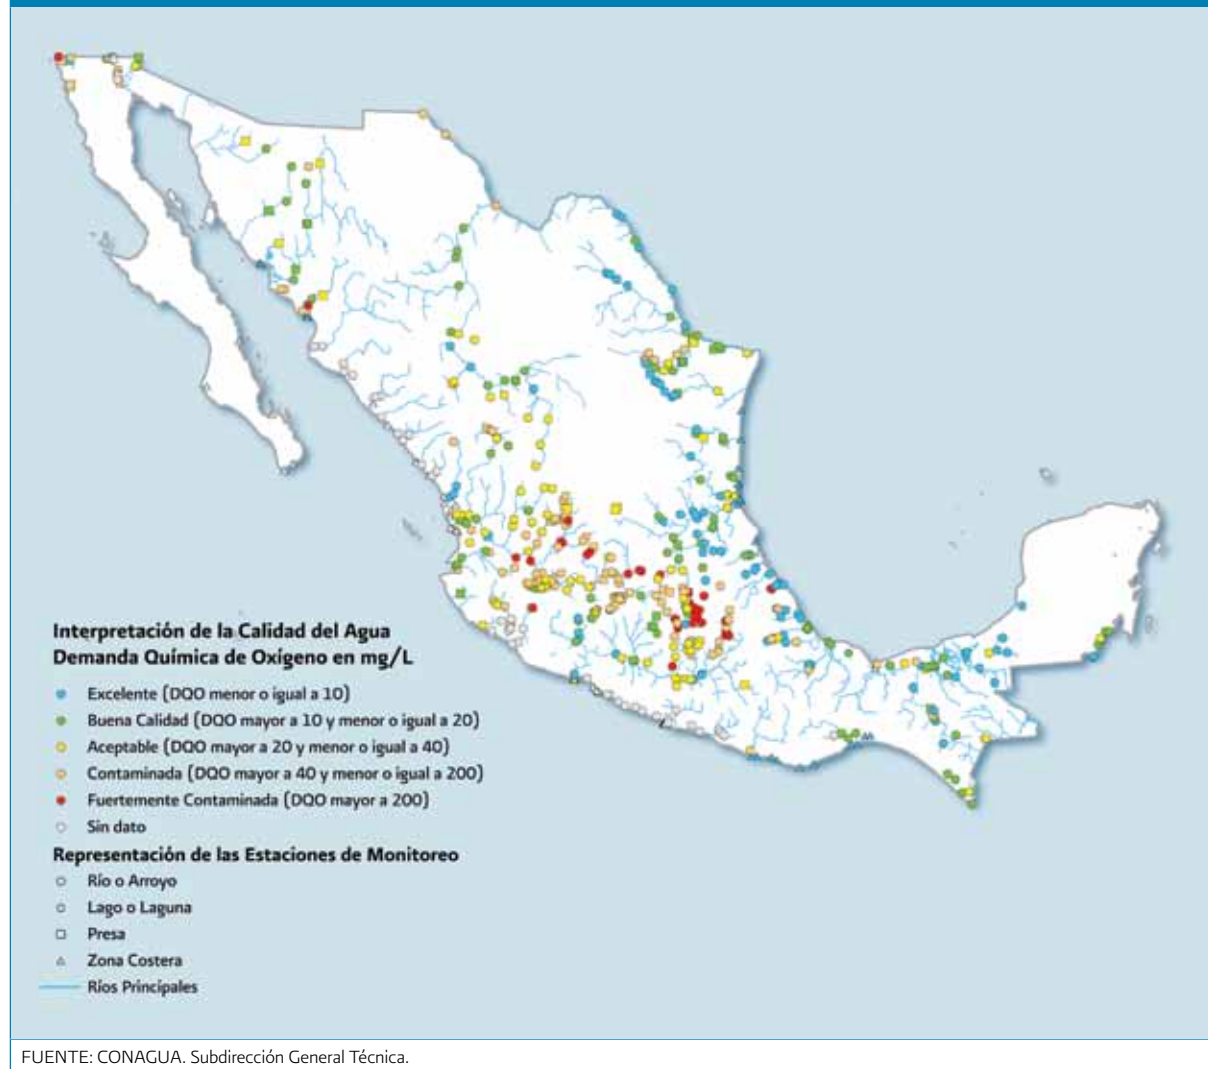 Interpretación de la Calidad del Agua
Demanda Química de Oxígeno en mg/L
Excelente (DQO menor o igual a 10)
Buena Calidad (DQO mayor a 10 y menor o igual a 20)
Aceptable (DQO mayor a 20 y menor o igual a 40)
Contaminada (DQO mayor a 40 y menor o igual a 200)
Fuertemente Contaminada (DQO mayor a 200)
Sin dato
Representación de las Estaciones de Monitoreo
Río o Arroyo
Lago o Laguna
Presa
Zona Costera
Ríos Principales
FUENTE: CONAGUA. Subdirección General Técnica.